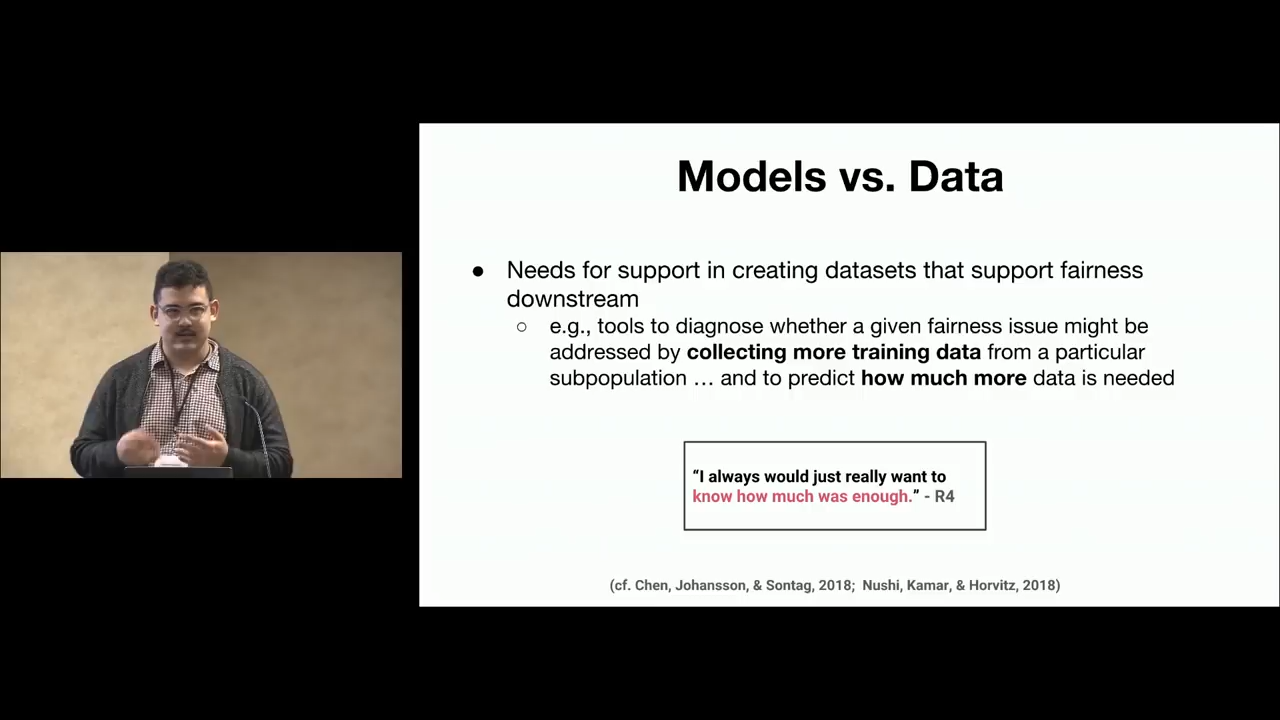 Models vs. Data
● Needs for support in creating datasets that support fairness
downstream
○ e.g., tools to diagnose whether a given fairness issue might be
addressed by collecting more training data from a particular
subpopulation … and to predict how much more data is needed
“I always would just really want to
know how much was enough.” - R4
(cf. Chen, Johansson, & Sontag, 2018;  Nushi, Kamar, & Horvitz, 2018)